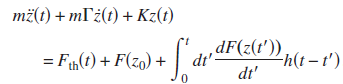 mz̈(t) + mΓż(t) + Kz(t)
= F_th(t) + F(z_0) + ∫_0^t dt′ dF(z(t′))/dt′ h(t − t′)